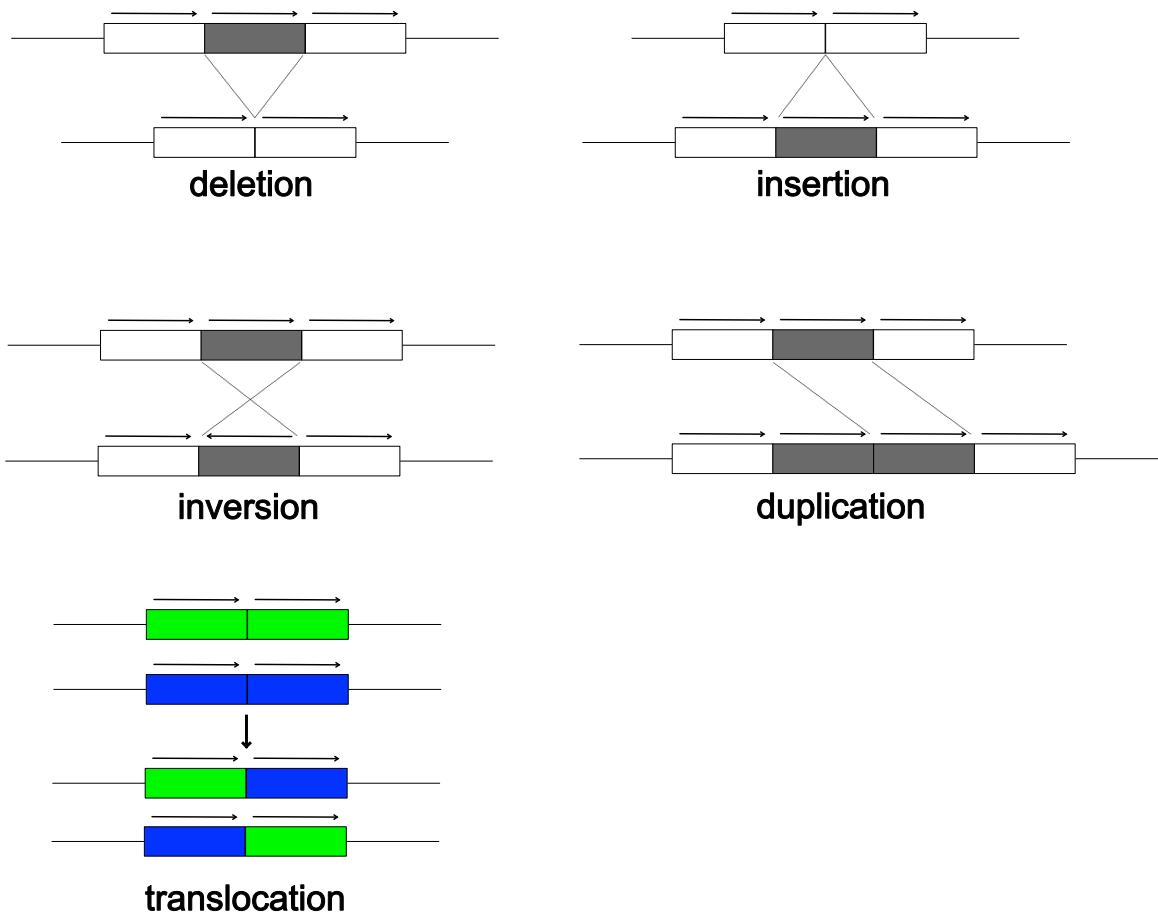 deletion
insertion
inversion
duplication
translocation